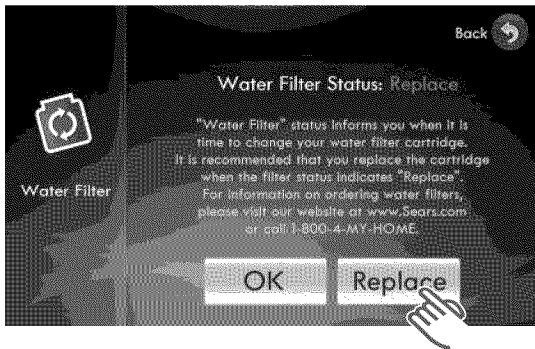 Back
Water Filter Status: Replace
"Water Filter" status informs you when it is
time to change your water filter cartridge.
It is recommended that you replace the cartridge
when the filter status indicates "Replace".
For information on ordering water filters,
please visit our website at www.Sears.com
or call 1-800-4-MY-HOME.
Water Filter
OK
Replace